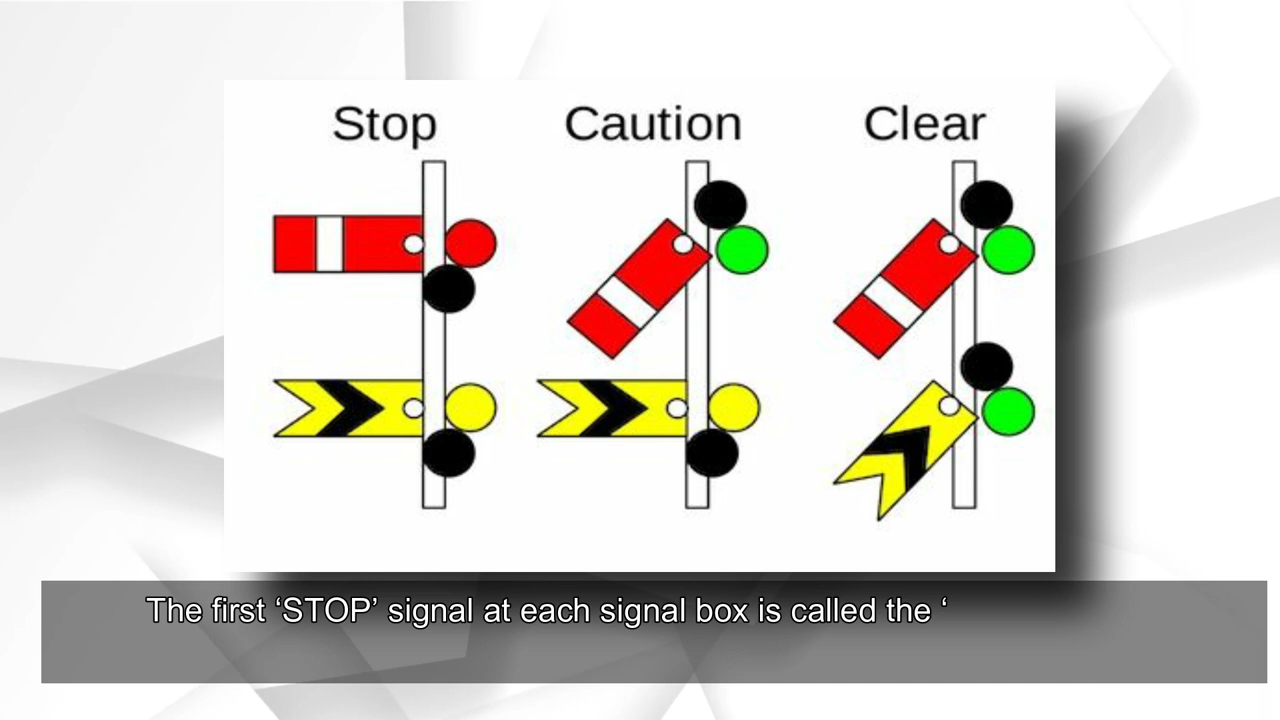 Stop Caution Clear
The first ‘STOP’ signal at each signal box is called the ‘